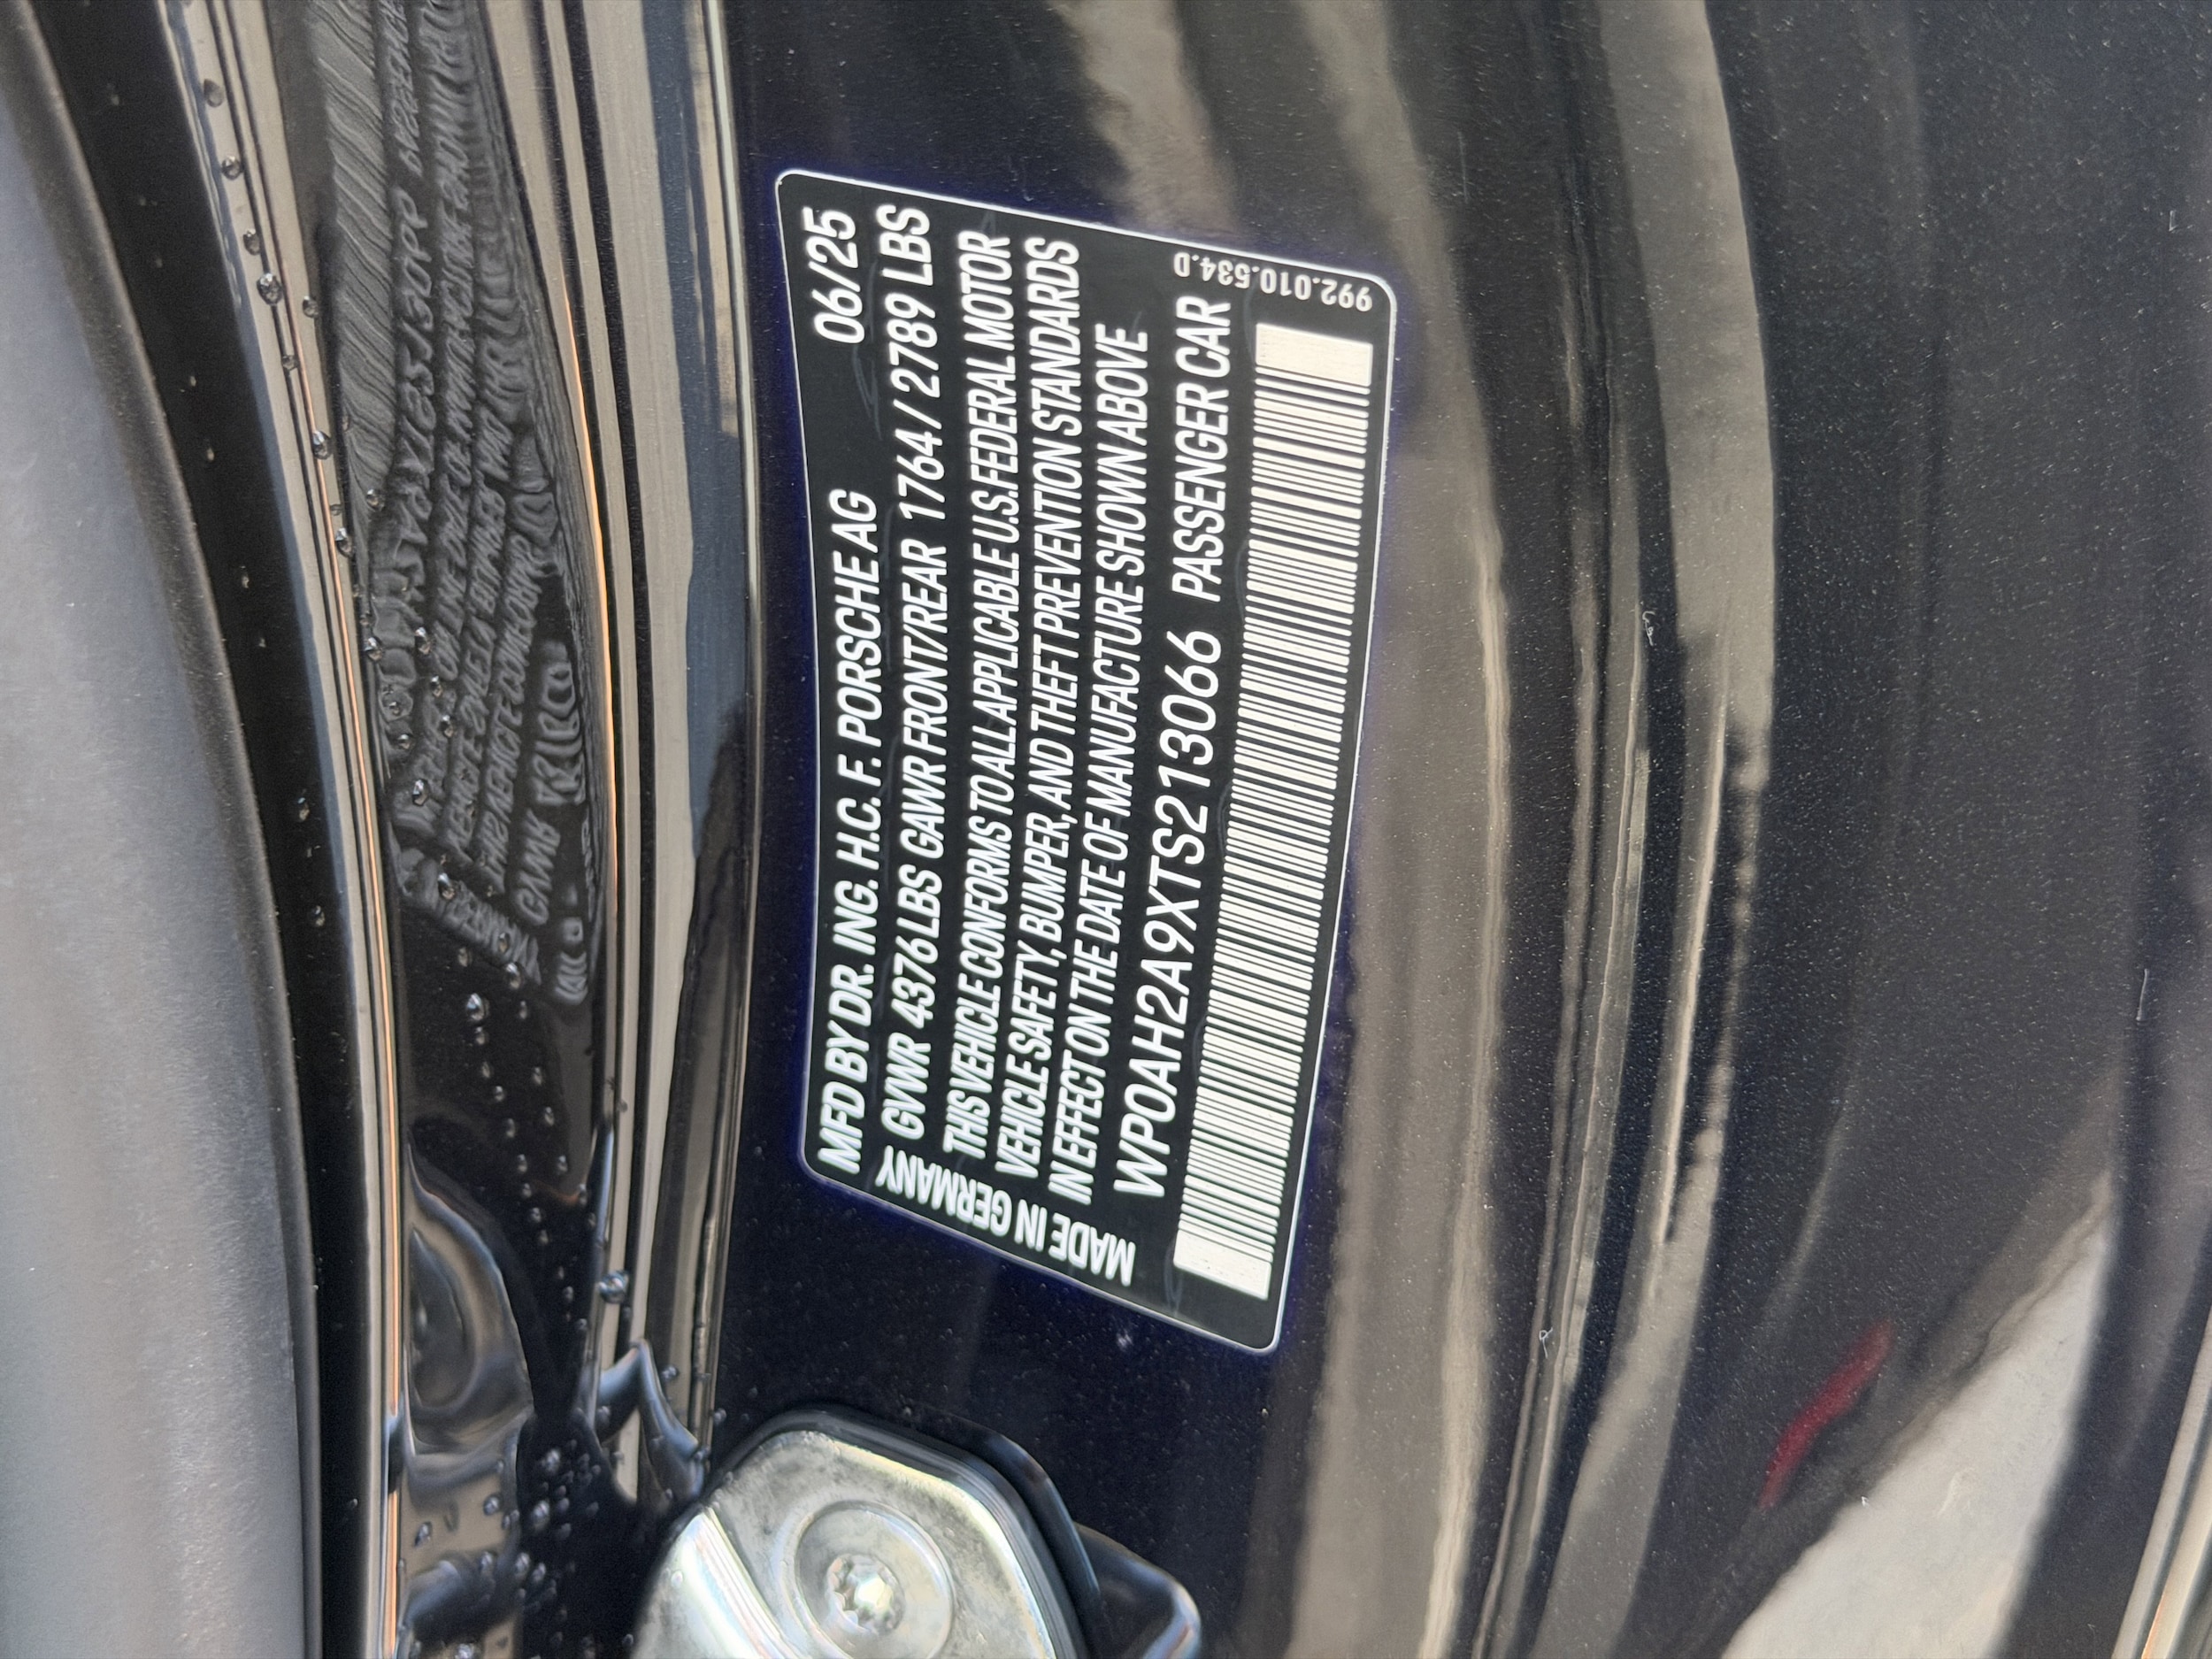 MFD BY DR. ING. H.C. F. PORSCHE AG 06/25
GVWR 4376 LBS GAWR FRONT/REAR 1764 / 2789 LBS
THIS VEHICLE CONFORMS TO ALL APPLICABLE U.S. FEDERAL MOTOR
VEHICLE SAFETY, BUMPER, AND THEFT PREVENTION STANDARDS
IN EFFECT ON THE DATE OF MANUFACTURE SHOWN ABOVE
WP0AH2A9XTS213066 PASSENGER CAR
MADE IN GERMANY
992.010.534.D